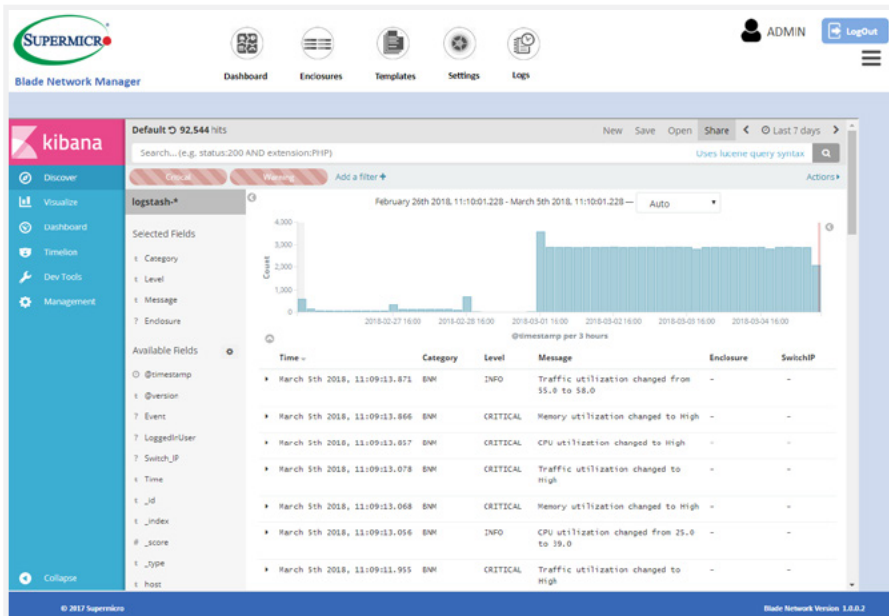 SUPERMICR
Blade Network Manager
Dashboard
Enclosures
Templates
Settings
Logs
ADMIN
LogOut
kibana
Discover
Visualize
Dashboard
Timelion
Dev Tools
Management
Collapse
Default 92,544 hits
New Save Open Share Last 7 days
Search... (e.g. status:200 AND extension:PHP)
Uses lucene query syntax
Critical
Warning
Add a filter
Actions
logstash-*
Selected Fields
t Category
t Level
t Message
? Enclosure
Available Fields
@timestamp
t @version
? Event
? LoggedInUser
? Switch_IP
t Time
t _id
t _index
# _score
t _type
t host
February 26th 2018, 11:10:01.228 - March 5th 2018, 11:10:01.228 — Auto
Count
4,000
3,000
2,000
1,000
0
2018-02-27 16:00 2018-02-28 16:00 2018-03-01 16:00 2018-03-02 16:00 2018-03-03 16:00 2018-03-04 16:00
@timestamp per 3 hours
Time Category Level Message Enclosure SwitchIP
March 5th 2018, 11:09:13.871 BNM INFO Traffic utilization changed from - -
55.0 to 58.0
March 5th 2018, 11:09:13.866 BNM CRITICAL Memory utilization changed to High - -
March 5th 2018, 11:09:13.857 BNM CRITICAL CPU utilization changed to High - -
March 5th 2018, 11:09:13.078 BNM CRITICAL Traffic utilization changed to - -
High
March 5th 2018, 11:09:13.068 BNM CRITICAL Memory utilization changed to High - -
March 5th 2018, 11:09:13.056 BNM INFO CPU utilization changed from 25.0 - -
to 39.0
March 5th 2018, 11:09:11.955 BNM CRITICAL Traffic utilization changed to - -
High
© 2017 Supermicro
Blade Network Version 1.0.0.2